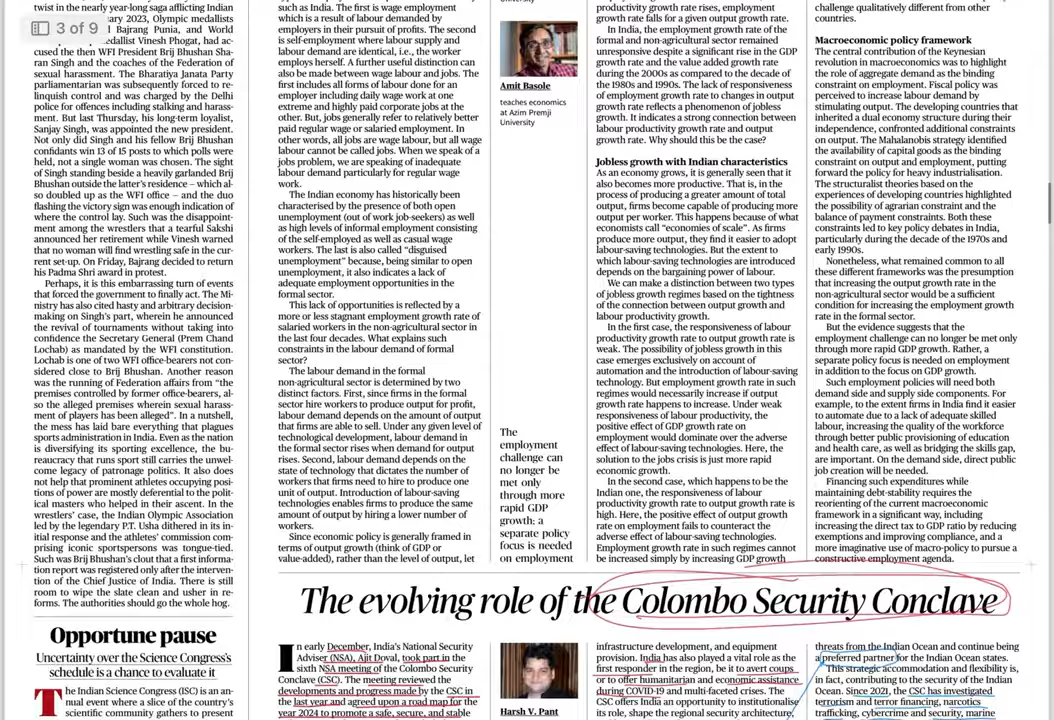 twist in the nearly year-long saga afflicting Indian
ary 2023, Olympic medallists
Bajrang Punia, and World
edallist Vinesh Phogat, had ac-
cused the then WFI President Brij Bhushan Sha-
ran Singh and the coaches of the Federation of
sexual harassment. The Bharatiya Janata Party
parliamentarian was subsequently forced to re-
linquish control and was charged by the Delhi
police for offences including stalking and harass-
ment. But last Thursday, his long-term loyalist,
Sanjay Singh, was appointed the new president.
Not only did Singh and his fellow Brij Bhushan
confidants win 13 of 15 posts to which polls were
held, not a single woman was chosen. The sight
of Singh standing beside a heavily garlanded Brij
Bhushan outside the latter's residence – which al-
so doubled up as the WFI office – and the duo
flashing the victory sign was enough indication of
where the control lay. Such was the disappoint-
ment among the wrestlers that a tearful Sakshi
announced her retirement while Vinesh warned
that no woman will find wrestling safe in the cur-
rent set-up. On Friday, Bajrang decided to return
his Padma Shri award in protest.
Perhaps, it is this embarrassing turn of events
that forced the government to finally act. The Mi-
nistry has also cited hasty and arbitrary decision-
making on Singh's part, wherein he announced
the revival of tournaments without taking into
confidence the Secretary General (Prem Chand
Lochab) as mandated by the WFI constitution.
Lochab is one of two WFI office-bearers not con-
sidered close to Brij Bhushan. Another reason
was the running of Federation affairs from “the
premises controlled by former office-bearers, al-
so the alleged premises wherein sexual harass-
ment of players has been alleged”. In a nutshell,
the mess has laid bare everything that plagues
sports administration in India. Even as the nation
is diversifying its sporting excellence, the bu-
reaucracy that runs sport still carries the unwel-
come legacy of patronage politics. It also does
not help that prominent athletes occupying posi-
tions of power are mostly deferential to the polit-
ical masters who helped in their ascent. In the
wrestlers' case, the Indian Olympic Association
led by the legendary P.T. Usha dithered in its in-
itial response and the athletes' commission com-
prising iconic sportspersons was tongue-tied.
Such was Brij Bhushan's clout that a first informa-
tion report was registered only after the interven-
tion of the Chief Justice of India. There is still
room to wipe the slate clean and usher in re-
forms. The authorities should go the whole hog.
3 of 9
Opportune pause
Uncertainty over the Science Congress's
schedule is a chance to evaluate it
The Indian Science Congress (ISC) is an an-
nual event where a slice of the country's
scientific community gathers to present
such as India. The first is wage employment
which is a result of labour demanded by
employers in their pursuit of profits. The second
is self-employment where labour supply and
labour demand are identical, i.e., the worker
employs herself. A further useful distinction can
also be made between wage labour and jobs. The
first includes all forms of labour done for an
employer including daily wage work at one
extreme and highly paid corporate jobs at the
other. But, jobs generally refer to relatively better
paid regular wage or salaried employment. In
other words, all jobs are wage labour, but all wage
labour cannot be called jobs. When we speak of a
jobs problem, we are speaking of inadequate
labour demand particularly for regular wage
work.
The Indian economy has historically been
characterised by the presence of both open
unemployment (out of work job-seekers) as well
as high levels of informal employment consisting
of the self-employed as well as casual wage
workers. The last is also called “disguised
unemployment” because, being similar to open
unemployment, it also indicates a lack of
adequate employment opportunities in the
formal sector.
This lack of opportunities is reflected by a
more or less stagnant employment growth rate of
salaried workers in the non-agricultural sector in
the last four decades. What explains such
constraints in the labour demand of formal
sector?
The labour demand in the formal
non-agricultural sector is determined by two
distinct factors. First, since firms in the formal
sector hire workers to produce output for profit,
labour demand depends on the amount of output
that firms are able to sell. Under any given level of
technological development, labour demand in
the formal sector rises when demand for output
rises. Second, labour demand depends on the
state of technology that dictates the number of
workers that firms need to hire to produce one
unit of output. Introduction of labour-saving
technologies enables firms to produce the same
amount of output by hiring a lower number of
workers.
Since economic policy is generally framed in
terms of output growth (think of GDP or
value-added), rather than the level of output, let
University
Amit Basole
teaches economics
at Azim Premji
University
The
employment
challenge can
no longer be
met only
through more
rapid GDP
growth; a
separate policy
focus is needed
on employment
productivity growth rate rises, employment
growth rate falls for a given output growth rate.
In India, the employment growth rate of the
formal and non-agricultural sector remained
unresponsive despite a significant rise in the GDP
growth rate and the value added growth rate
during the 2000s as compared to the decade of
the 1980s and 1990s. The lack of responsiveness
of employment growth rate to changes in output
growth rate reflects a phenomenon of jobless
growth. It indicates a strong connection between
labour productivity growth rate and output
growth rate. Why should this be the case?
Jobless growth with Indian characteristics
As an economy grows, it is generally seen that it
also becomes more productive. That is, in the
process of producing a greater amount of total
output, firms become capable of producing more
output per worker. This happens because of what
economists call “economies of scale”. As firms
produce more output, they find it easier to adopt
labour-saving technologies. But the extent to
which labour-saving technologies are introduced
depends on the bargaining power of labour.
We can make a distinction between two types
of jobless growth regimes based on the tightness
of the connection between output growth and
labour productivity growth.
In the first case, the responsiveness of labour
productivity growth rate to output growth rate is
weak. The possibility of jobless growth in this
case emerges exclusively on account of
automation and the introduction of labour-saving
technology. But employment growth rate in such
regimes would necessarily increase if output
growth rate happens to increase. Under weak
responsiveness of labour productivity, the
positive effect of GDP growth rate on
employment would dominate over the adverse
effect of labour-saving technologies. Here, the
solution to the jobs crisis is just more rapid
economic growth.
In the second case, which happens to be the
Indian one, the responsiveness of labour
productivity growth rate to output growth rate is
high. Here, the positive effect of output growth
rate on employment fails to counteract the
adverse effect of labour-saving technologies.
Employment growth rate in such regimes cannot
be increased simply by increasing GDP growth
challenge qualitatively different from other
countries.
Macroeconomic policy framework
The central contribution of the Keynesian
revolution in macroeconomics was to highlight
the role of aggregate demand as the binding
constraint on employment. Fiscal policy was
perceived to increase labour demand by
stimulating output. The developing countries that
inherited a dual economy structure during their
independence, confronted additional constraints
on output. The Mahalanobis strategy identified
the availability of capital goods as the binding
constraint on output and employment, putting
forward the policy for heavy industrialisation.
The structuralist theories based on the
experiences of developing countries highlighted
the possibility of agrarian constraint and the
balance of payment constraints. Both these
constraints led to key policy debates in India,
particularly during the decade of the 1970s and
early 1990s.
Nonetheless, what remained common to all
these different frameworks was the presumption
that increasing the output growth rate in the
non-agricultural sector would be a sufficient
condition for increasing the employment growth
rate in the formal sector.
But the evidence suggests that the
employment challenge can no longer be met only
through more rapid GDP growth. Rather, a
separate policy focus is needed on employment
in addition to the focus on GDP growth.
Such employment policies will need both
demand side and supply side components. For
example, to the extent firms in India find it easier to
automate due to a lack of adequate skilled
labour, increasing the quality of the workforce
through better public provisioning of education
and health care, as well as bridging the skills gap,
are important. On the demand side, direct public
job creation will be needed.
Financing such expenditures while
maintaining debt-stability requires the
reorienting of the current macroeconomic
framework in a significant way, including
increasing the direct tax to GDP ratio by reducing
exemptions and improving compliance, and a
more imaginative use of macro-policy to pursue a
constructive employment agenda.
The evolving role of the Colombo Security Conclave
In early December, India's National Security
Adviser (NSA), Ajit Doval, took part in the
sixth NSA meeting of the Colombo Security
Conclave (CSC). The meeting reviewed the
developments and progress made by the CSC in
the last year and agreed upon a road map for the
year 2024 to promote a safe, secure, and stable
Harsh V. Pant
infrastructure development, and equipment
provision. India has also played a vital role as the
first responder in the region, be it to avert coups
or to offer humanitarian and economic assistance
during COVID-19 and multi-faceted crises. The
CSC offers India an opportunity to institutionalise
its role, shape the regional security architecture,
threats from the Indian Ocean and continue being
a preferred partner for the Indian Ocean states.
This strategic accommodation and flexibility is,
in fact, contributing to the security of the Indian
Ocean. Since 2021, the CSC has investigated
terrorism and terror financing, narcotics
trafficking, cybercrime and security, marine